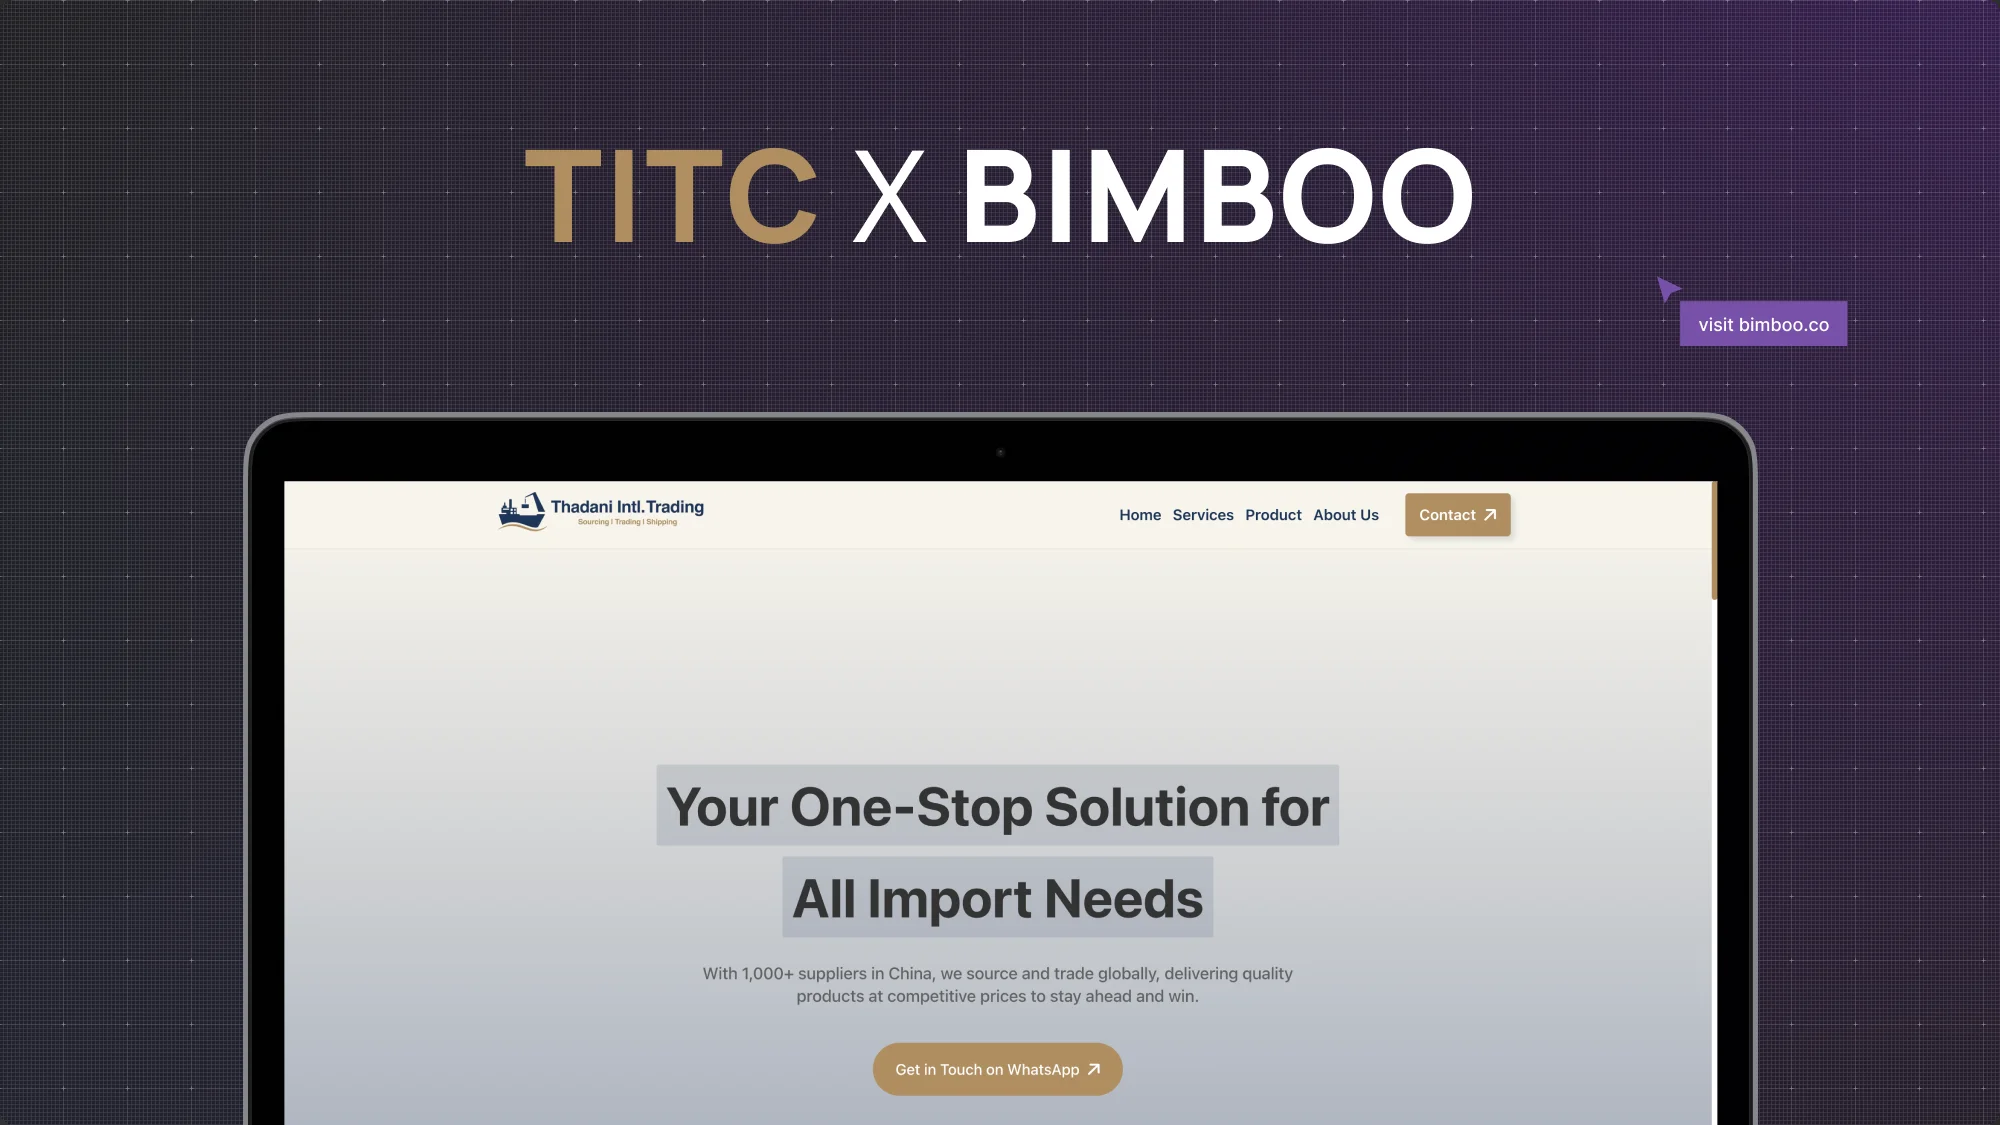 TITC X BIMBOO
visit bimboo.co
Thadani Intl.Trading
Sourcing | Trading | Shipping
Home Services Product About Us Contact
Your One-Stop Solution for
All Import Needs
With 1,000+ suppliers in China, we source and trade globally, delivering quality
products at competitive prices to stay ahead and win.
Get in Touch on WhatsApp